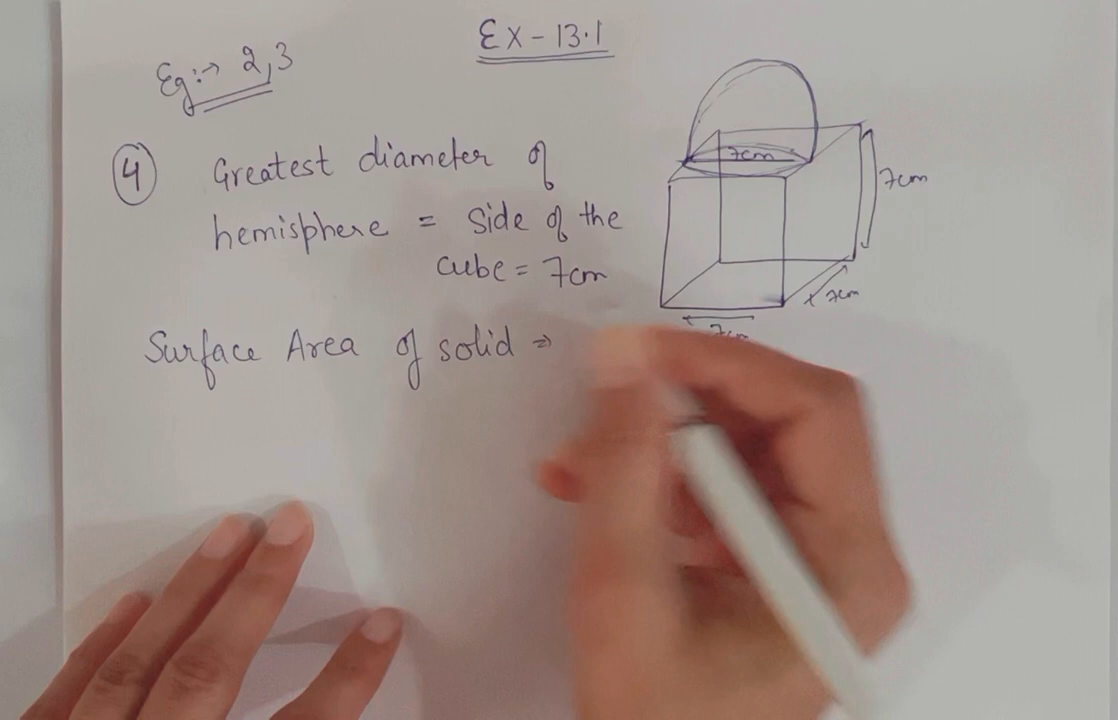 Ex - 13.1
Eg:→ 2,3
④ Greatest diameter of
hemisphere = Side of the
cube = 7cm
Surface Area of solid ⇒
7cm
7cm
7cm
7cm